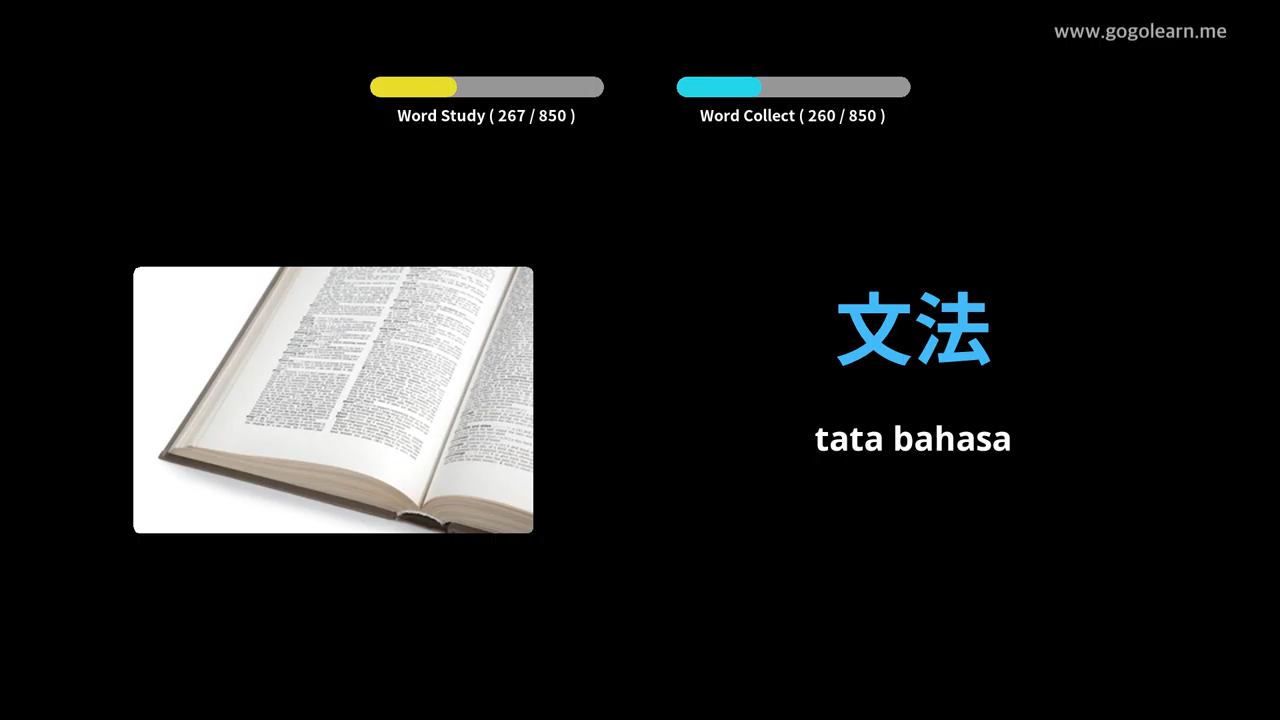 www.gogolearn.me
Word Study ( 267 / 850 )
Word Collect ( 260 / 850 )
文法
tata bahasa